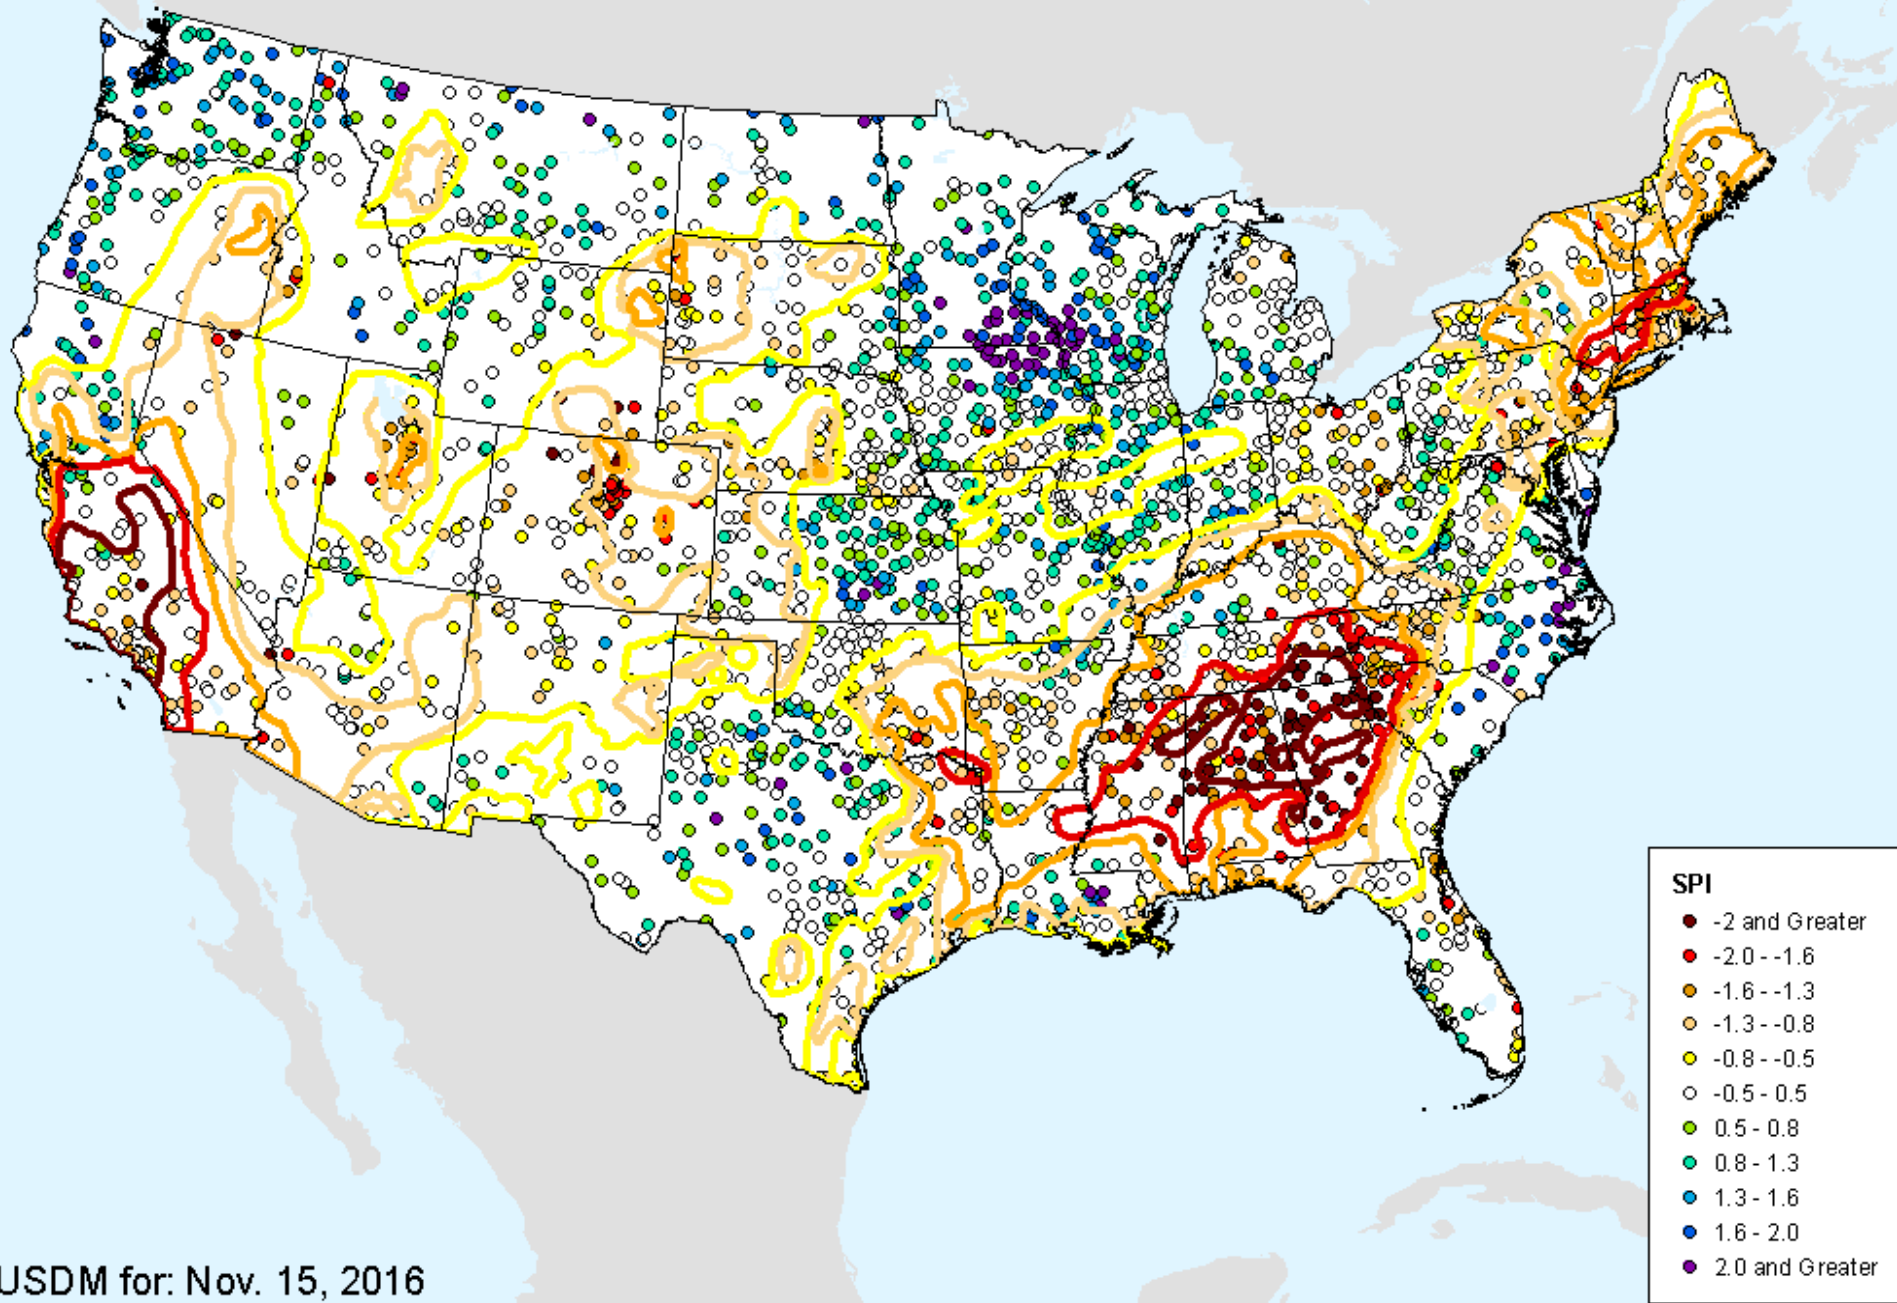 SPI
-2 and Greater
-2.0 - -1.6
-1.6 - -1.3
-1.3 - -0.8
-0.8 - -0.5
-0.5 - 0.5
0.5 - 0.8
0.8 - 1.3
1.3 - 1.6
1.6 - 2.0
2.0 and Greater
USDM for: Nov. 15, 2016